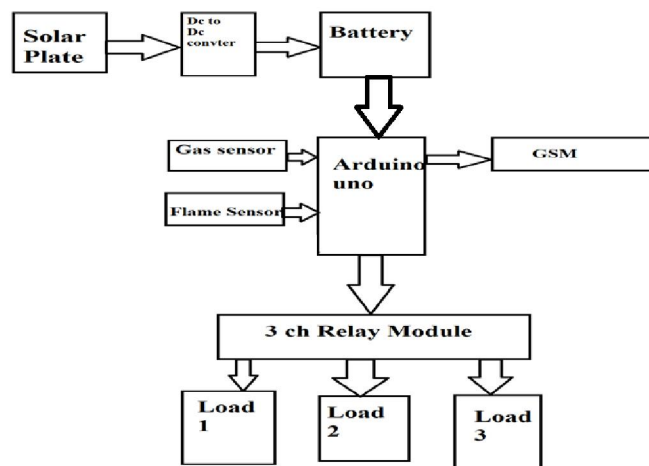 Solar
Plate
Dc to
Dc
convter
Battery
Gas sensor
Arduino
uno
GSM
Flame Sensor
3 ch Relay Module
Load
1
Load
2
Load
3